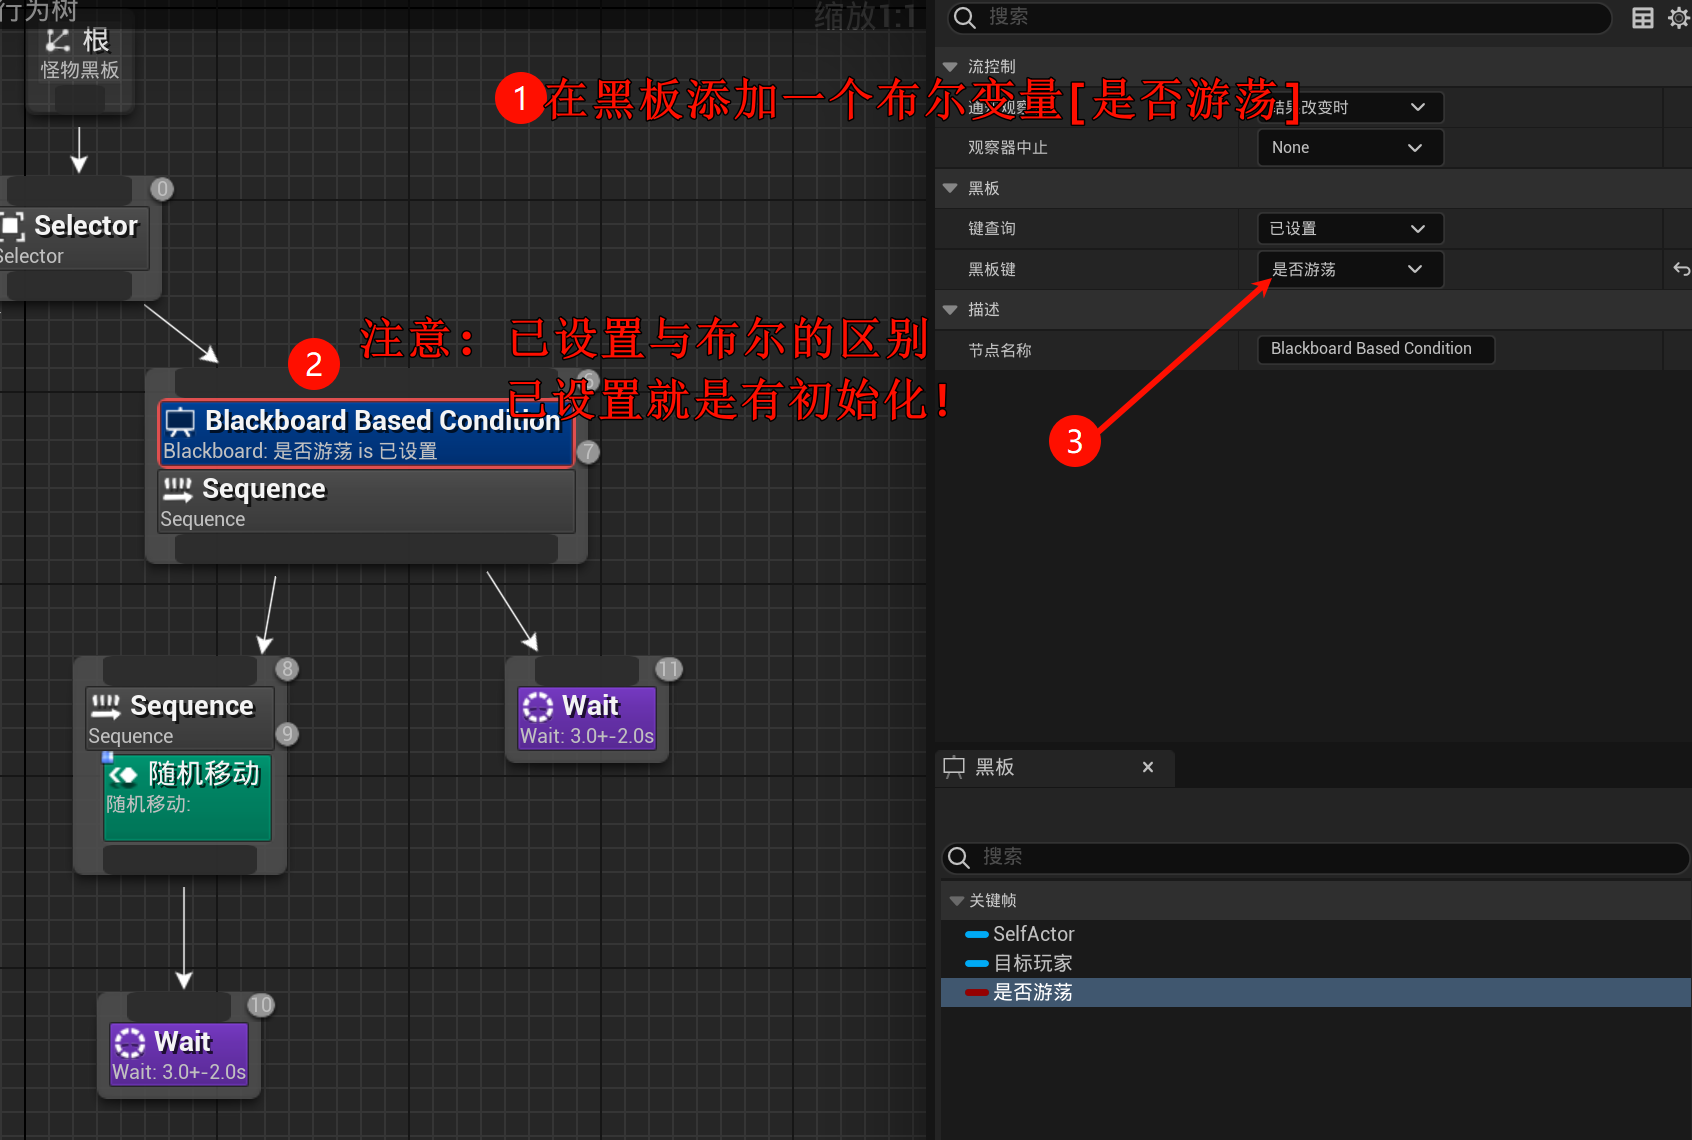 行为树
缩放1:1
根
怪物黑板
0
Selector
Selector
1
在黑板添加一个布尔变量[是否游荡]
2
注意：已设置与布尔的区别
已设置就是有初始化！
6
Blackboard Based Condition
Blackboard: 是否游荡 is 已设置
7
Sequence
Sequence
8
Sequence
Sequence
9
随机移动
随机移动:
11
Wait
Wait: 3.0+-2.0s
10
Wait
Wait: 3.0+-2.0s
搜索
流控制
通知观察 结果改变时
观察器中止 None
黑板
键查询 已设置
黑板键 是否游荡
描述
节点名称 Blackboard Based Condition
3
黑板
搜索
关键帧
SelfActor
目标玩家
是否游荡